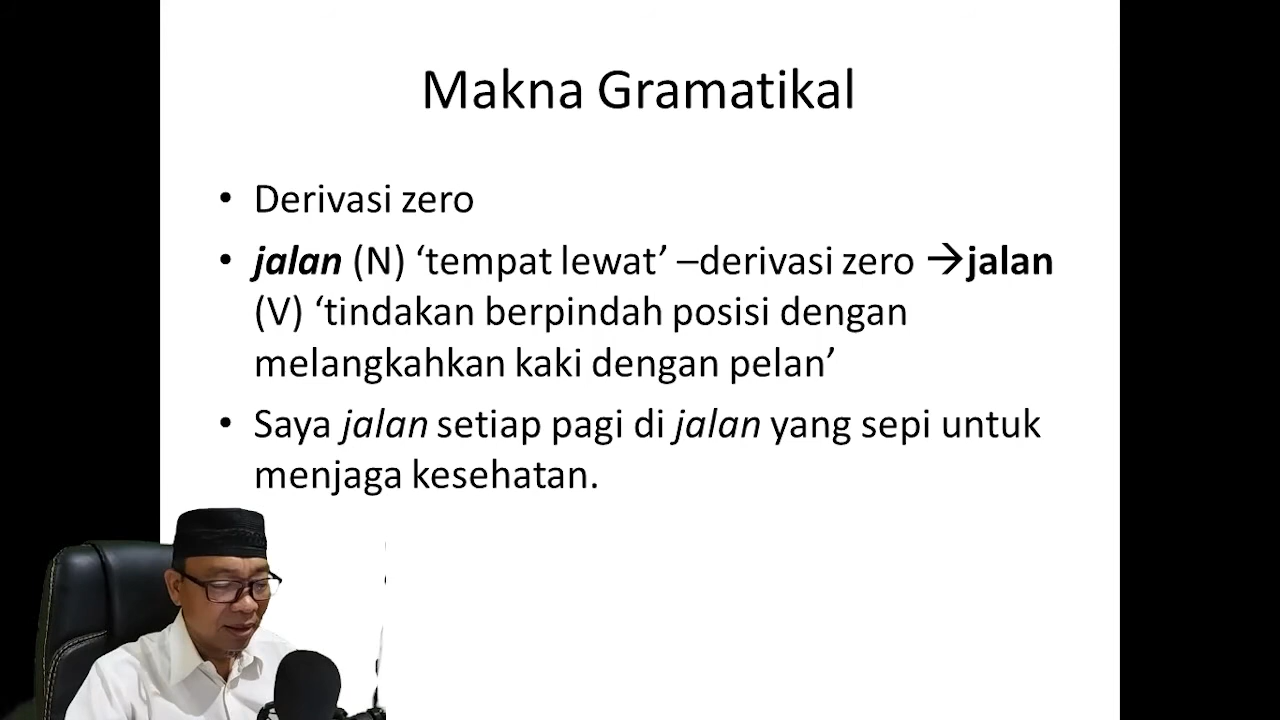 Makna Gramatikal
• Derivasi zero
• jalan (N) ‘tempat lewat’ –derivasi zero →jalan
(V) ‘tindakan berpindah posisi dengan
melangkahkan kaki dengan pelan’
• Saya jalan setiap pagi di jalan yang sepi untuk
menjaga kesehatan.